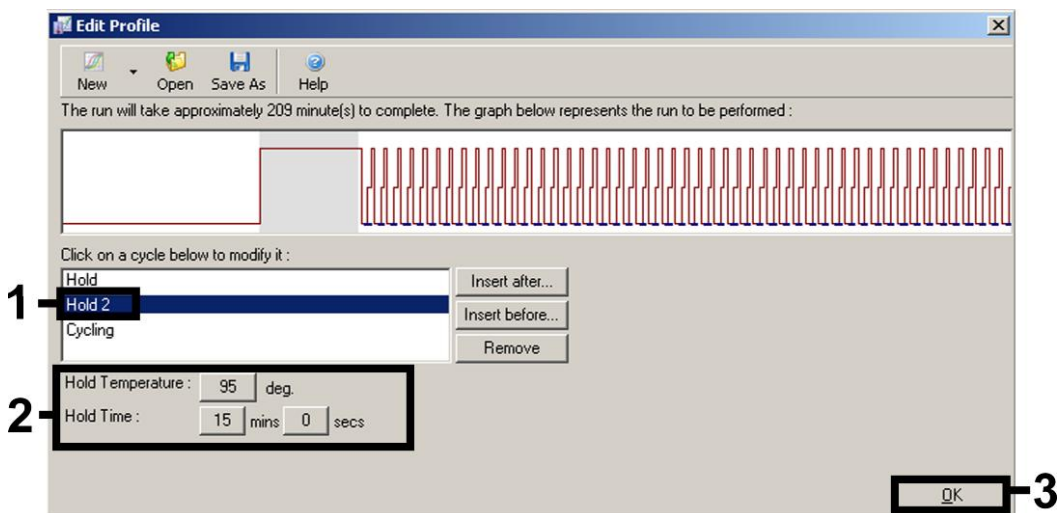 Edit Profile
New Open Save As Help
The run will take approximately 209 minute(s) to complete. The graph below represents the run to be performed :
Click on a cycle below to modify it :
Hold
Insert after...
1
Hold 2
Insert before...
Cycling
Remove
2
Hold Temperature : 95 deg.
Hold Time : 15 mins 0 secs
OK
3